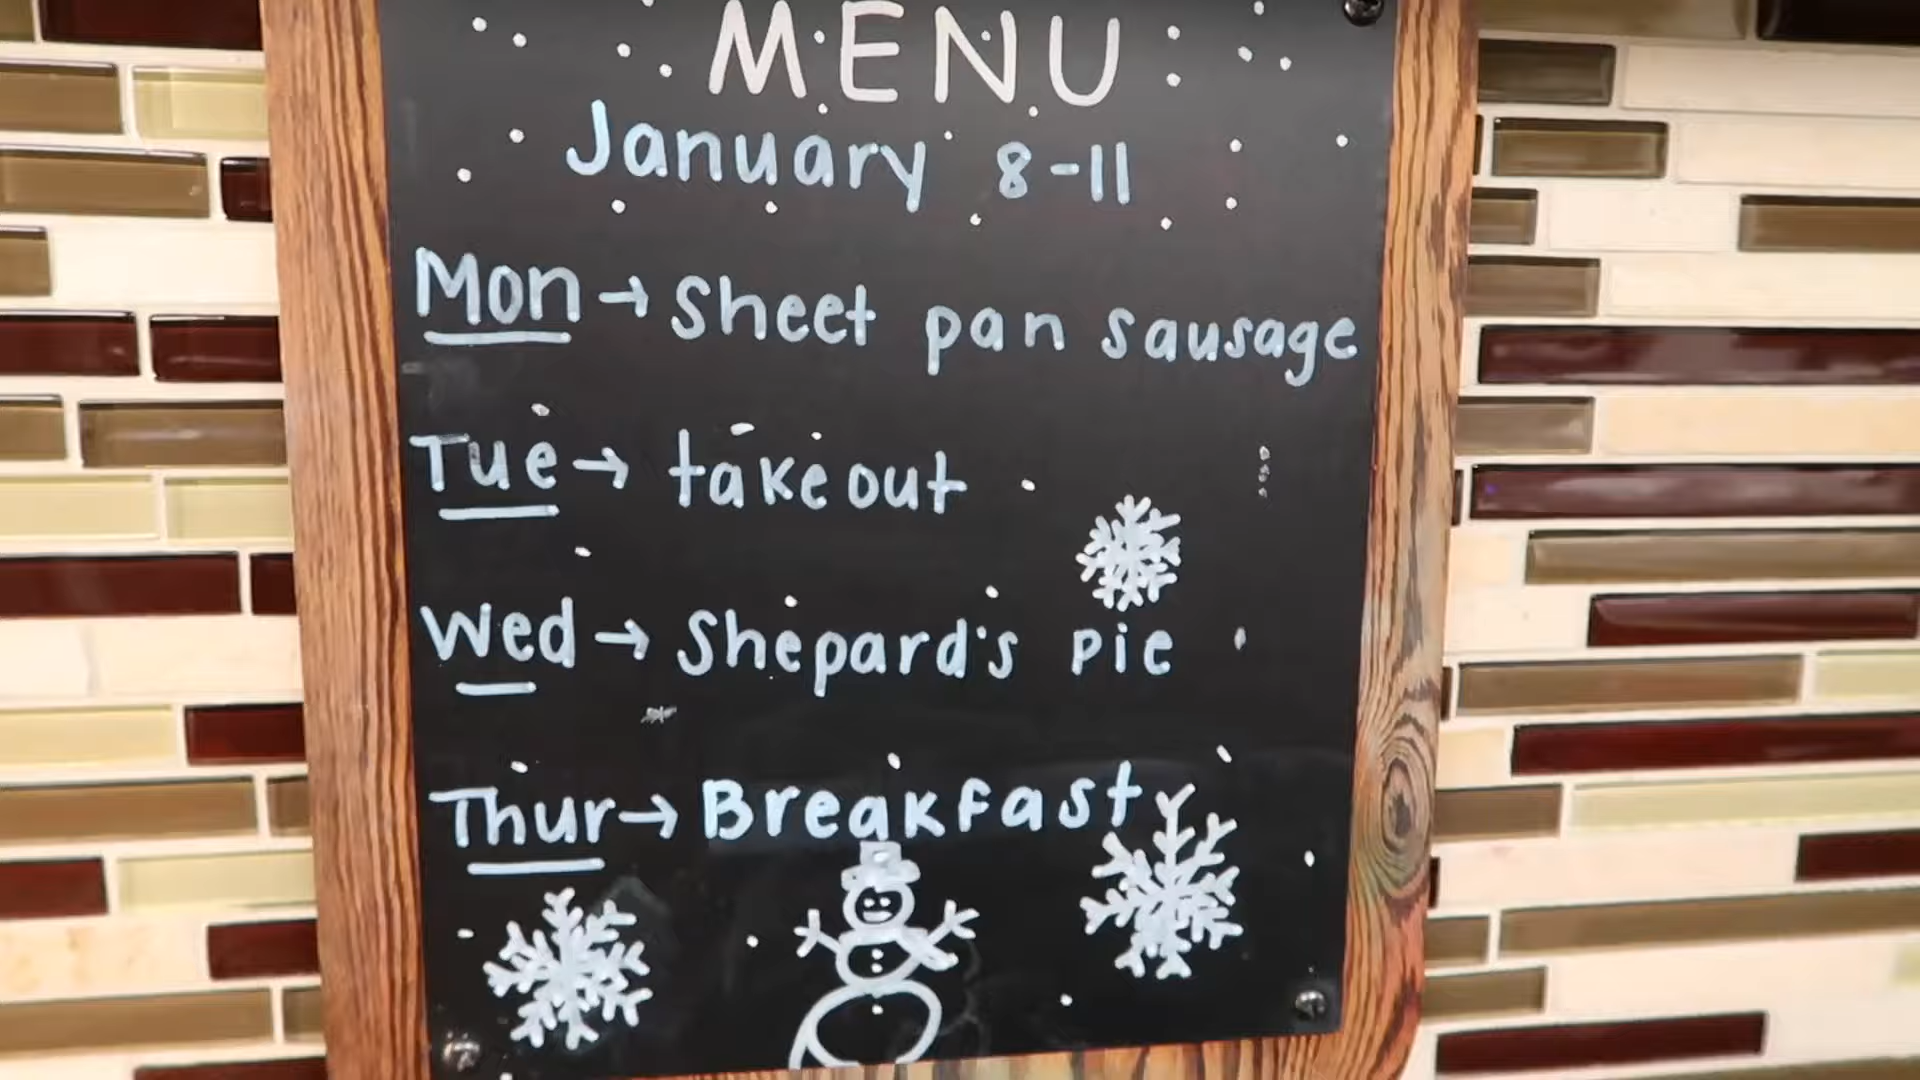 MENU
January 8-11
Mon → Sheet pan sausage
Tue → takeout
Wed → Shepard's pie
Thur → Breakfast